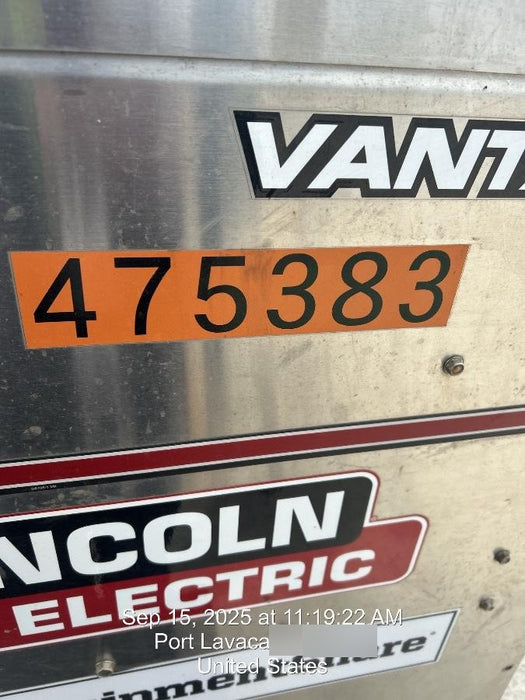 VANT
475383
NCOLN
ELECTRIC
Sep 15, 2025 at 11:19:22 AM
Port Lavaca
United States